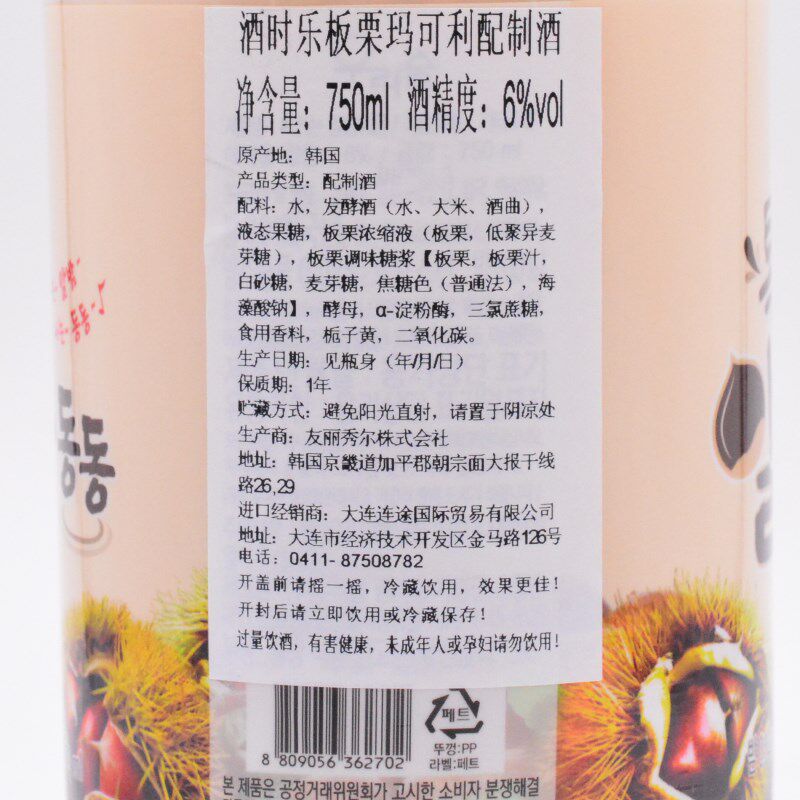 酒时乐板栗玛可利配制酒
净含量：750ml 酒精度：6%vol
原产地：韩国
产品类型：配制酒
配料：水，发酵酒（水、大米、酒曲），
液态果糖，板栗浓缩液（板栗，低聚异麦
芽糖），板栗调味糖浆【板栗，板栗汁，
白砂糖，麦芽糖，焦糖色（普通法），海
藻酸钠】，酵母，α-淀粉酶，三氯蔗糖，
食用香料，栀子黄，二氧化碳。
生产日期：见瓶身（年/月/日）
保质期：1年
贮藏方式：避免阳光直射，请置于阴凉处
生产商：友丽秀尔株式会社
地址：韩国京畿道加平郡朝宗面大报干线
路26,29
进口经销商：大连连途国际贸易有限公司
地址：大连市经济技术开发区金马路126号
电话：0411- 87508782
开盖前请摇一摇，冷藏饮用，效果更佳！
开封后请立即饮用或冷藏保存！
过量饮酒，有害健康，未成年人或孕妇请勿饮用！
동동
8 809056 362702
페트
뚜껑:PP
라벨:페트
본 제품은 공정거래위원회가 고시한 소비자 분쟁해결